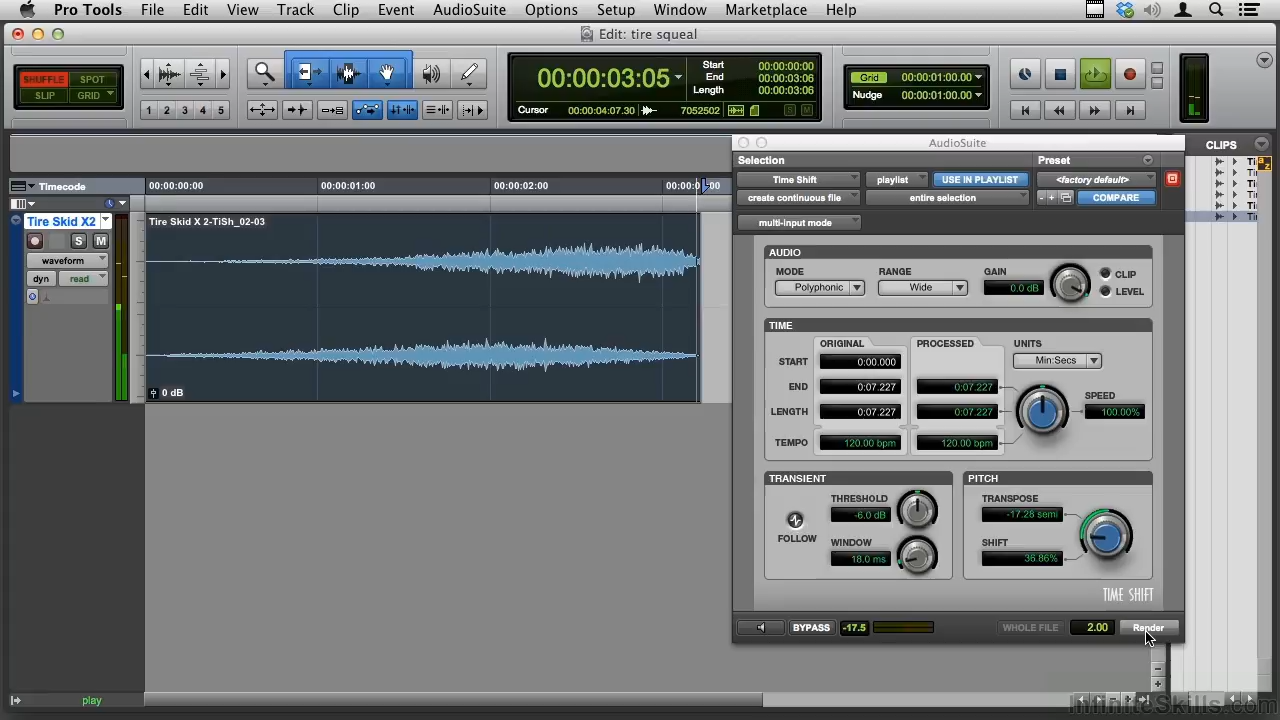 Pro Tools File Edit View Track Clip Event AudioSuite Options Setup Window Marketplace Help
Edit: tire squeal
SHUFFLE SPOT
SLIP GRID
1 2 3 4 5
00:00:03:05
Start 00:00:00:00
End 00:00:03:06
Length 00:00:03:06
Cursor 00:00:04:07.30 7052502 S M
Grid 00:00:01:00.00
Nudge 00:00:01:00.00
AudioSuite
CLIPS
Selection Preset
Time Shift playlist USE IN PLAYLIST <factory default>
create continuous file entire selection - + COMPARE
multi-input mode
Timecode 00:00:00:00 00:00:01:00 00:00:02:00
Tire Skid X2 Tire Skid X 2-TiSh_02-03
S M
waveform
dyn read
0 dB
AUDIO
MODE RANGE GAIN CLIP
Polyphonic Wide 0.0 dB LEVEL
TIME
ORIGINAL PROCESSED UNITS
START 0:00.000 Min:Secs
END 0:07.227 0:07.227
SPEED
LENGTH 0:07.227 0:07.227 100.00%
TEMPO 120.00 bpm 120.00 bpm
TRANSIENT PITCH
THRESHOLD TRANSPOSE
-6.0 dB -17.28 semi
FOLLOW
WINDOW SHIFT
18.0 ms 36.86%
TIME SHIFT
BYPASS -17.5 WHOLE FILE 2.00 Render
play
InfiniteSkills.com